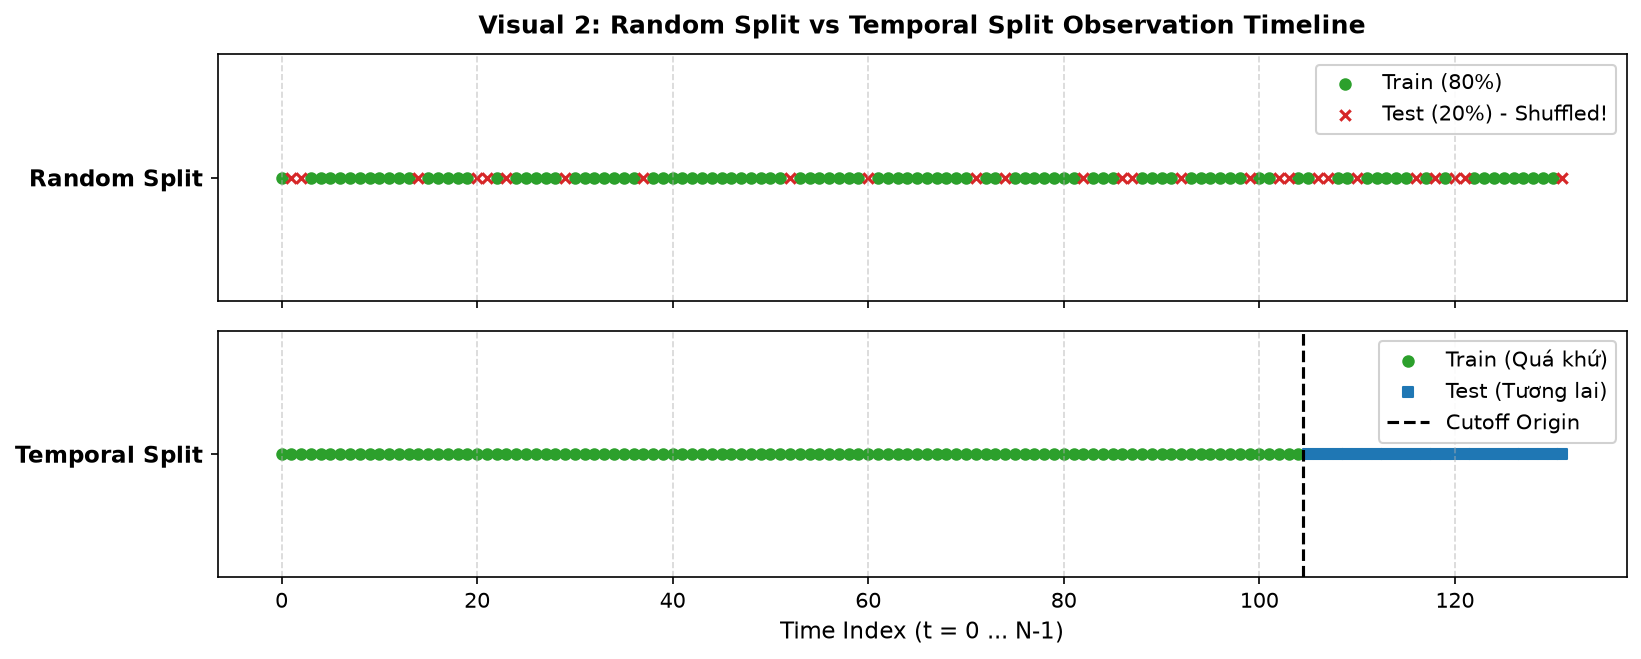 Visual 2: Random Split vs Temporal Split Observation Timeline
Train (80%)
Test (20%) - Shuffled!
Random Split
Train (Quá khứ)
Test (Tương lai)
Cutoff Origin
Temporal Split
0 20 40 60 80 100 120
Time Index (t = 0 ... N-1)